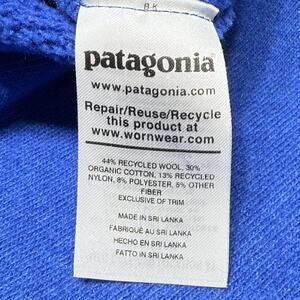 R-K
patagonia®
www.patagonia.com
Repair/Reuse/Recycle
this product at
www.wornwear.com
44% RECYCLED WOOL, 30%
ORGANIC COTTON, 13% RECYCLED
NYLON, 8% POLYESTER, 5% OTHER
FIBER
EXCLUSIVE OF TRIM
MADE IN SRI LANKA
FABRIQUÉ AU SRI LANKA
HECHO EN SRI LANKA
FATTO IN SRI LANKA